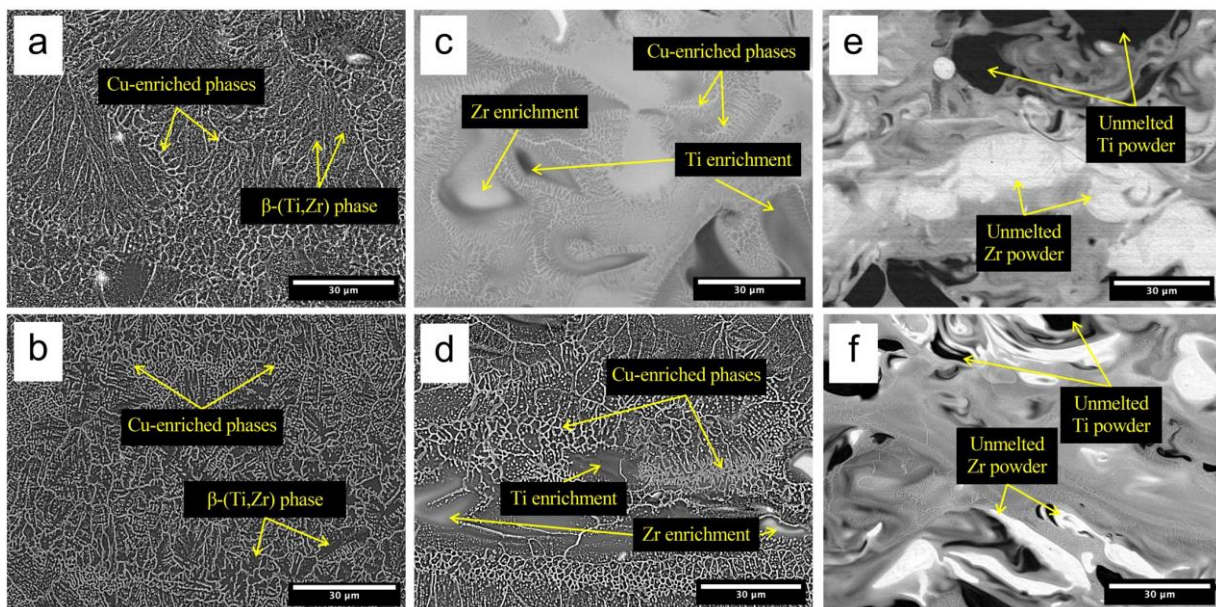 a
Cu-enriched phases
β-(Ti,Zr) phase
30 μm
b
Cu-enriched phases
β-(Ti,Zr) phase
30 μm
c
Cu-enriched phases
Zr enrichment
Ti enrichment
30 μm
d
Cu-enriched phases
Ti enrichment
Zr enrichment
30 μm
e
Unmelted
Ti powder
Unmelted
Zr powder
30 μm
f
Unmelted
Ti powder
Unmelted
Zr powder
30 μm